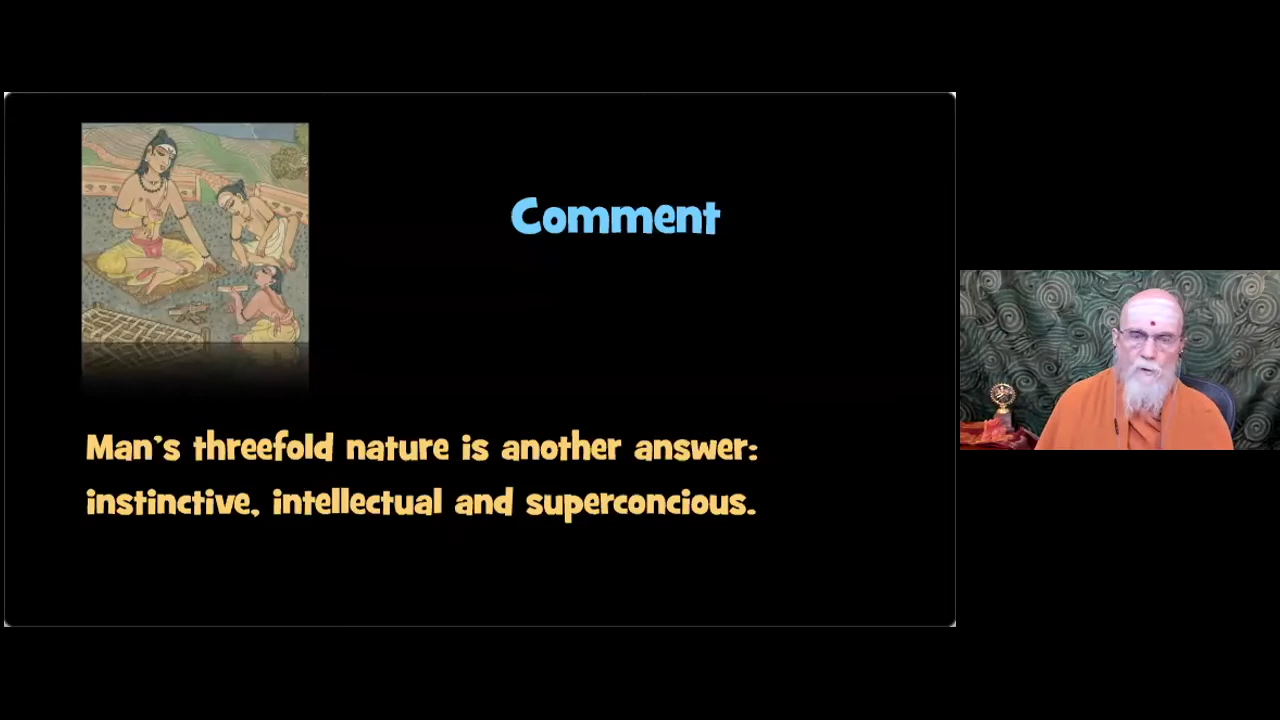 Comment
Man's threefold nature is another answer:
instinctive, intellectual and superconcious.